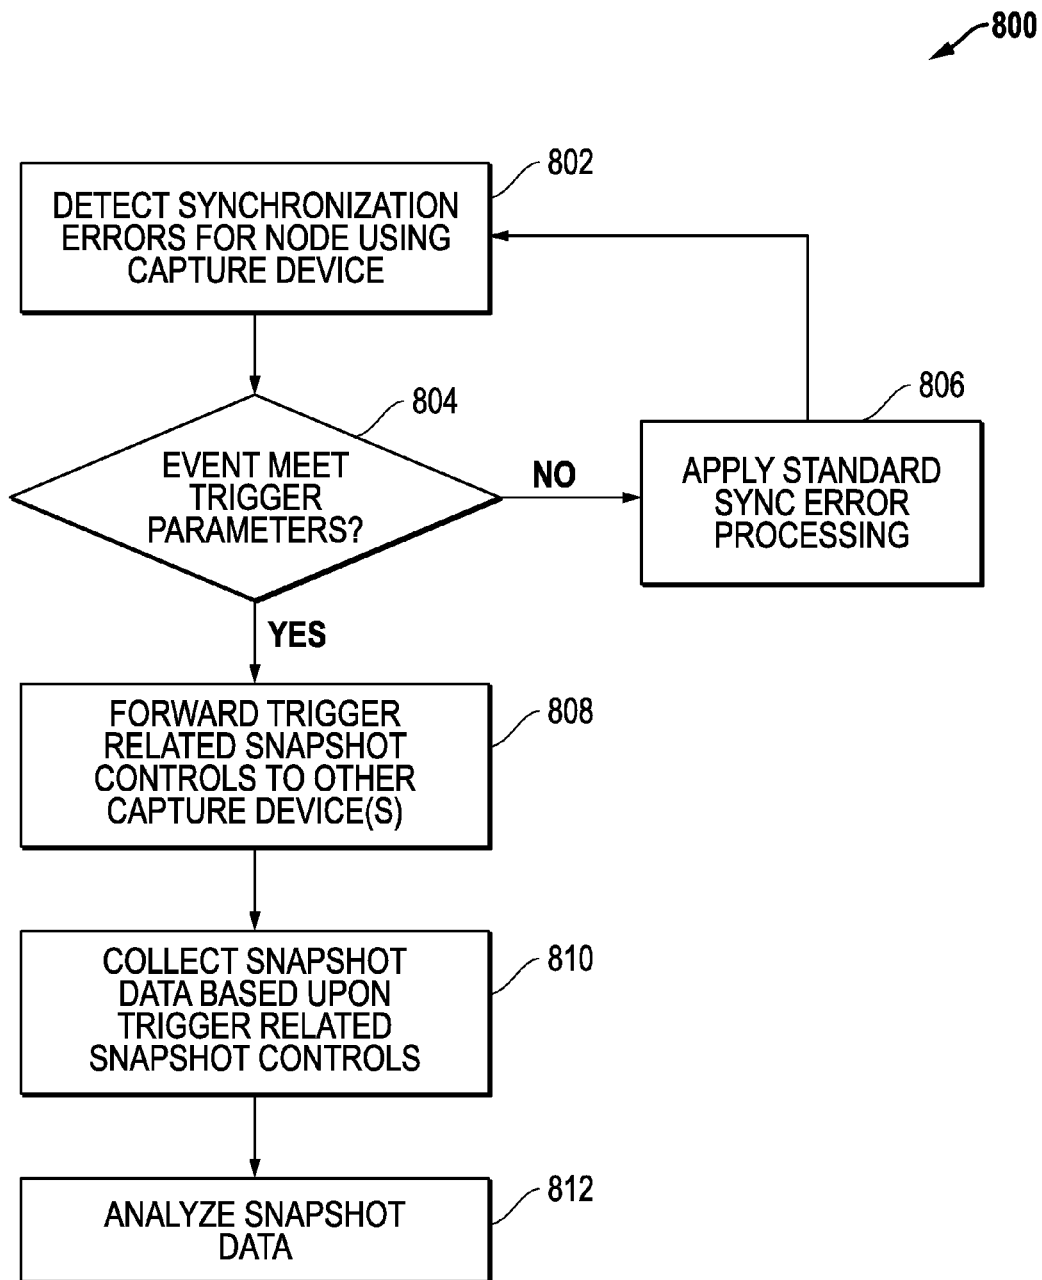 800
802
DETECT SYNCHRONIZATION
ERRORS FOR NODE USING
CAPTURE DEVICE
804
EVENT MEET
TRIGGER
PARAMETERS?
NO
806
APPLY STANDARD
SYNC ERROR
PROCESSING
YES
808
FORWARD TRIGGER
RELATED SNAPSHOT
CONTROLS TO OTHER
CAPTURE DEVICE(S)
810
COLLECT SNAPSHOT
DATA BASED UPON
TRIGGER RELATED
SNAPSHOT CONTROLS
812
ANALYZE SNAPSHOT
DATA